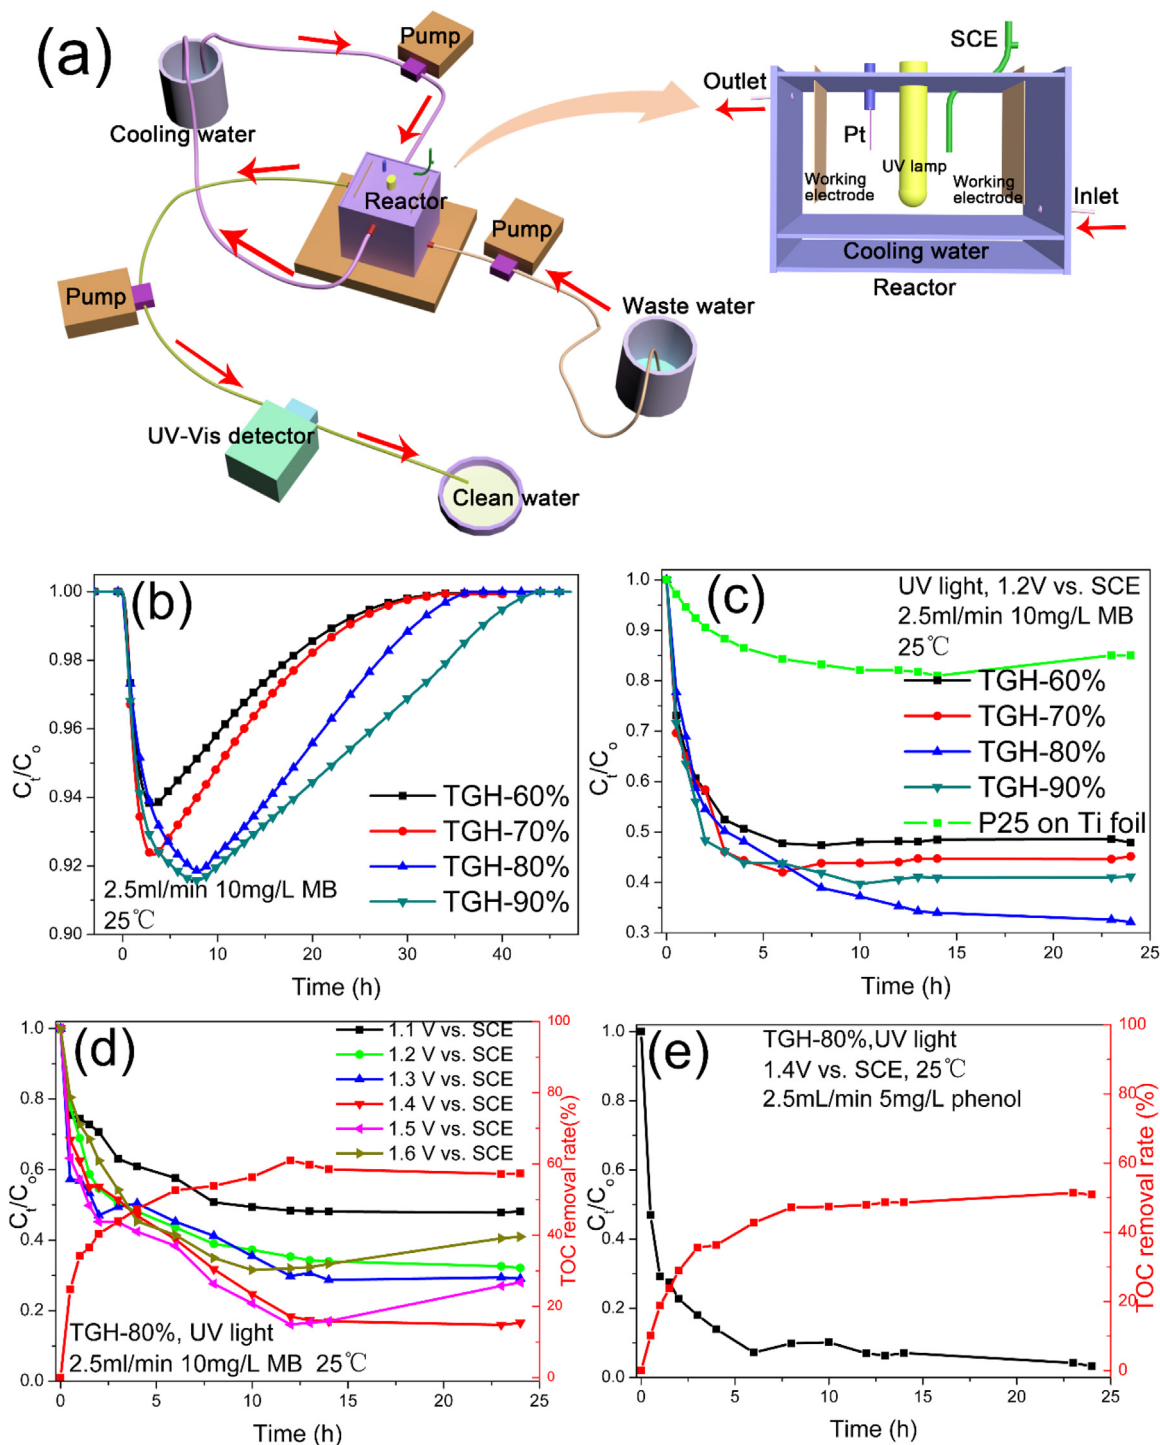 (a)
Pump
Cooling water
Reactor
Pump
Pump
Waste water
UV-Vis detector
Clean water
SCE
Outlet
Pt
UV lamp
Working
electrode
Working
electrode
Inlet
Cooling water
Reactor
(b)
1.00
0.98
0.96
0.94
0.92
0.90
Ct/Co
TGH-60%
TGH-70%
TGH-80%
TGH-90%
2.5ml/min 10mg/L MB
25℃
0
10
20
30
40
Time (h)
(c)
UV light, 1.2V vs. SCE
2.5ml/min 10mg/L MB
25℃
TGH-60%
TGH-70%
TGH-80%
TGH-90%
P25 on Ti foil
1.0
0.9
0.8
0.7
0.6
0.5
0.4
0.3
Ct/Co
0
5
10
15
20
25
Time (h)
(d)
1.1 V vs. SCE
1.2 V vs. SCE
1.3 V vs. SCE
1.4 V vs. SCE
1.5 V vs. SCE
1.6 V vs. SCE
1.0
0.8
0.6
0.4
0.2
0.0
Ct/Co
100
80
60
40
20
0
TOC removal rate(%)
TGH-80%, UV light
2.5ml/min 10mg/L MB 25℃
0
5
10
15
20
25
Time (h)
(e)
TGH-80%,UV light
1.4V vs. SCE, 25℃
2.5mL/min 5mg/L phenol
1.0
0.8
0.6
0.4
0.2
0.0
Ct/Co
100
80
60
40
20
0
TOC removal rate (%)
0
5
10
15
20
25
Time (h)